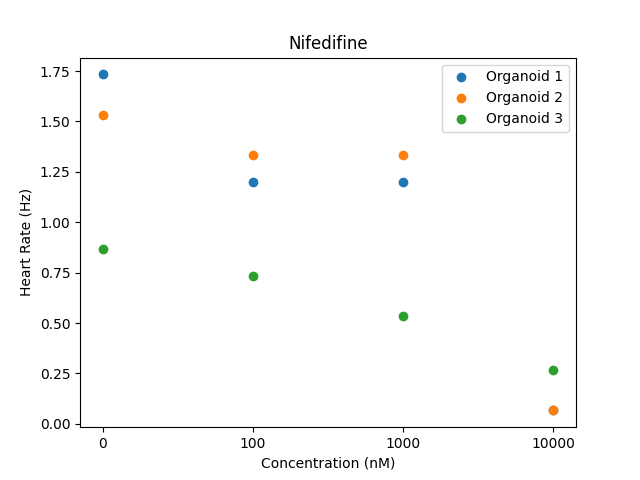 Nifedifine
Organoid 1
Organoid 2
Organoid 3
Heart Rate (Hz)
1.75
1.50
1.25
1.00
0.75
0.50
0.25
0.00
0 100 1000 10000
Concentration (nM)